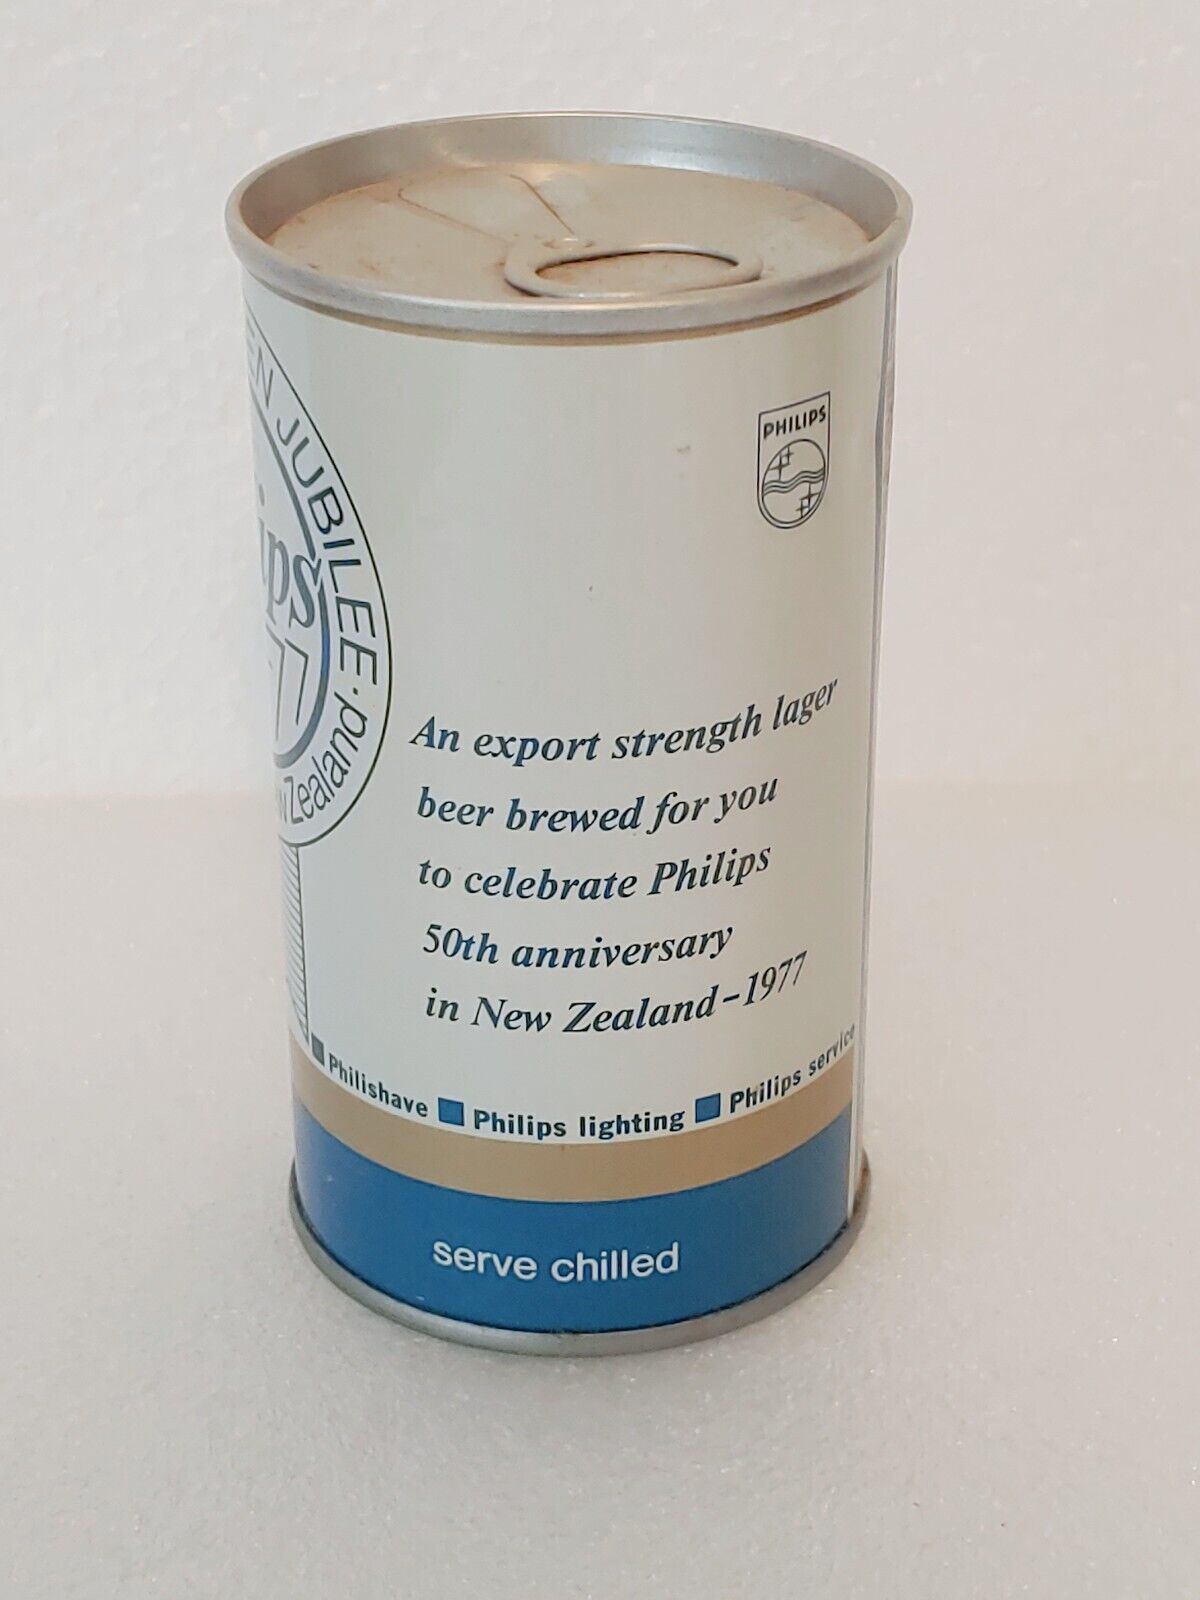 JUBILEE
Zealand
PHILIPS
An export strength lager
beer brewed for you
to celebrate Philips
50th anniversary
in New Zealand-1977
Philishave Philips lighting Philips service
serve chilled